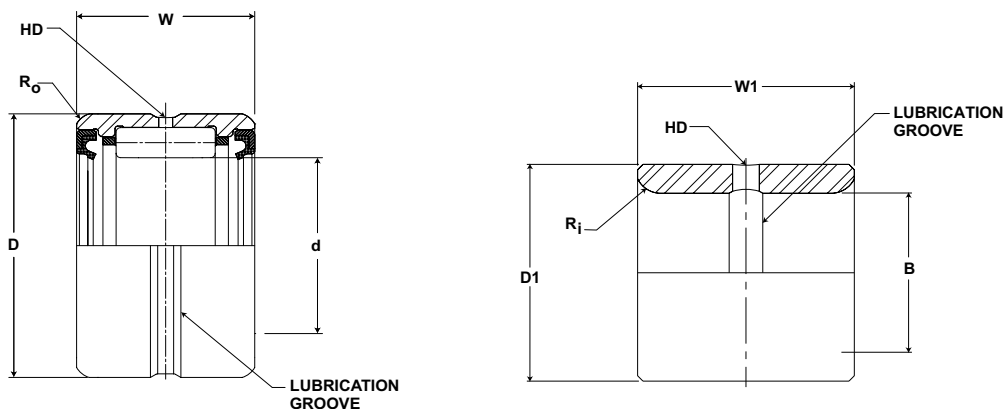 W
HD
Ro
D
d
LUBRICATION
GROOVE
W1
HD
LUBRICATION
GROOVE
Ri
D1
B